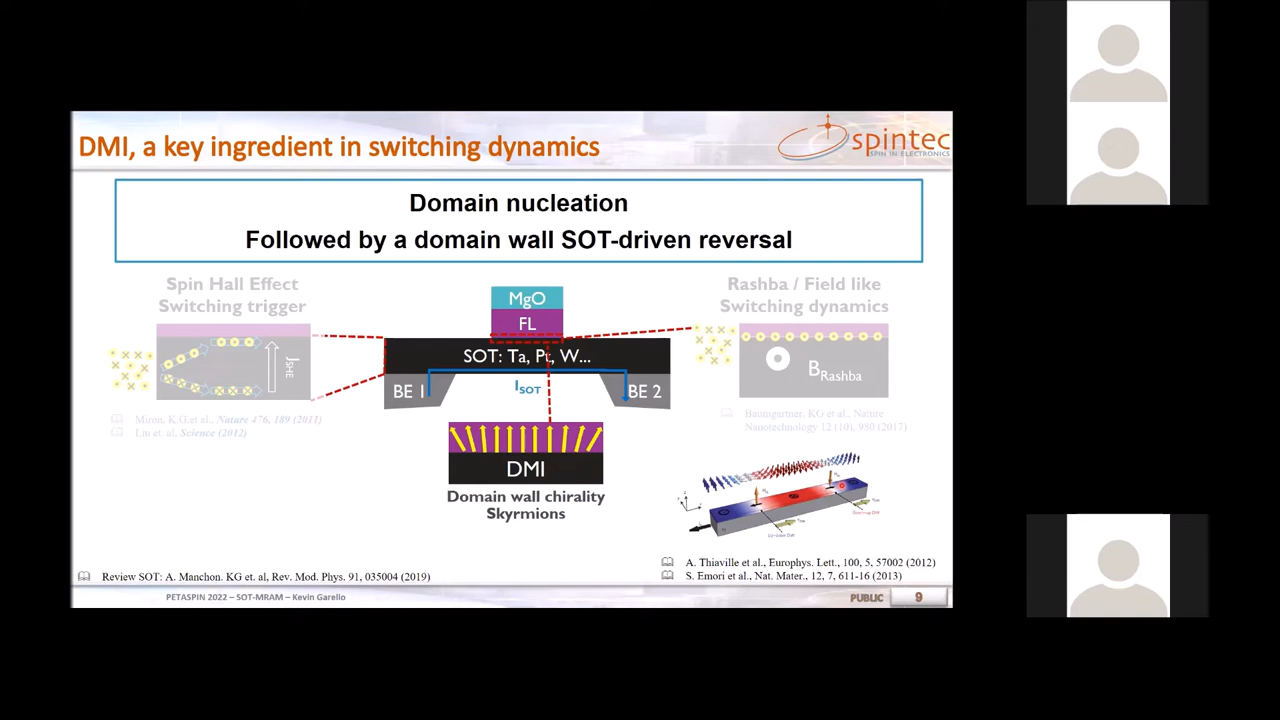 DMI, a key ingredient in switching dynamics
spintec
SPIN IN ELECTRONICS
Domain nucleation
Followed by a domain wall SOT-driven reversal
Spin Hall Effect
Switching trigger
JSHE
Miron, K.G.et al., Nature 476, 189 (2011)
Liu et. al, Science (2012)
MgO
FL
SOT: Ta, Pt, W...
BE 1
ISOT
BE 2
DMI
Domain wall chirality
Skyrmions
Rashba / Field like
Switching dynamics
BRashba
Baumgartner, KG et al., Nature
Nanotechnology 12 (10), 980 (2017)
A. Thiaville et al., Europhys. Lett., 100, 5, 57002 (2012)
S. Emori et al., Nat. Mater., 12, 7, 611-16 (2013)
Review SOT: A. Manchon. KG et. al, Rev. Mod. Phys. 91, 035004 (2019)
PETASPIN 2022 – SOT-MRAM – Kevin Garello
PUBLIC
9